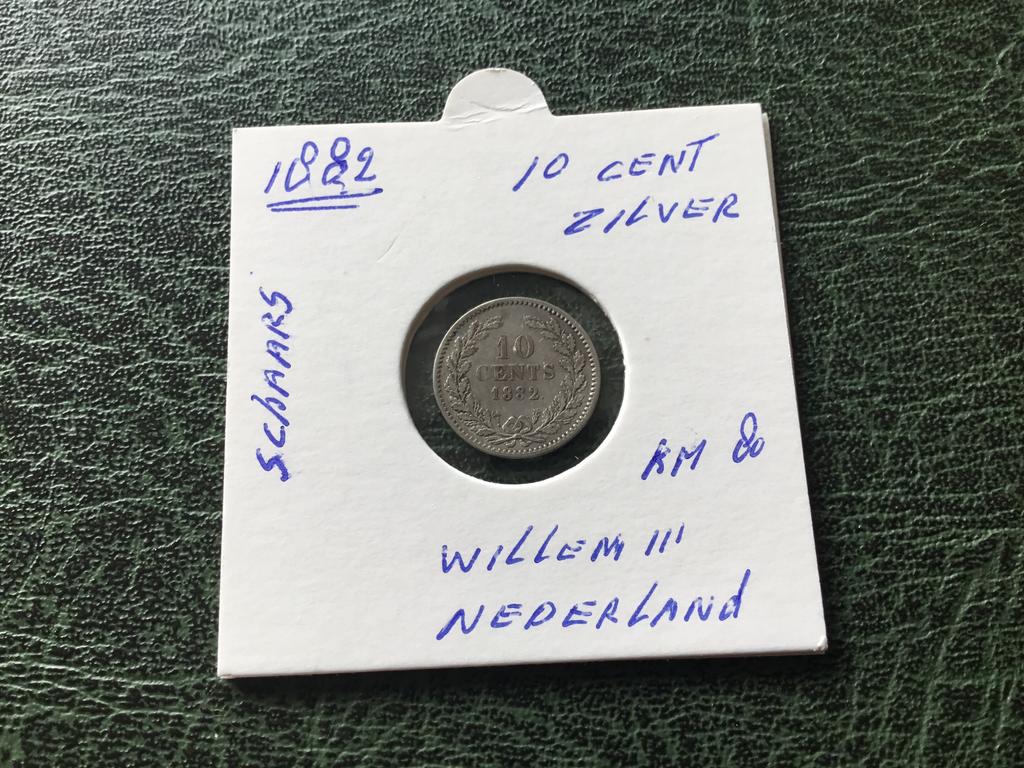 1882
10 CENT
ZILVER
SCHAARS
10
CENTS
1882.
KM 80
WILLEM III
NEDERLAND